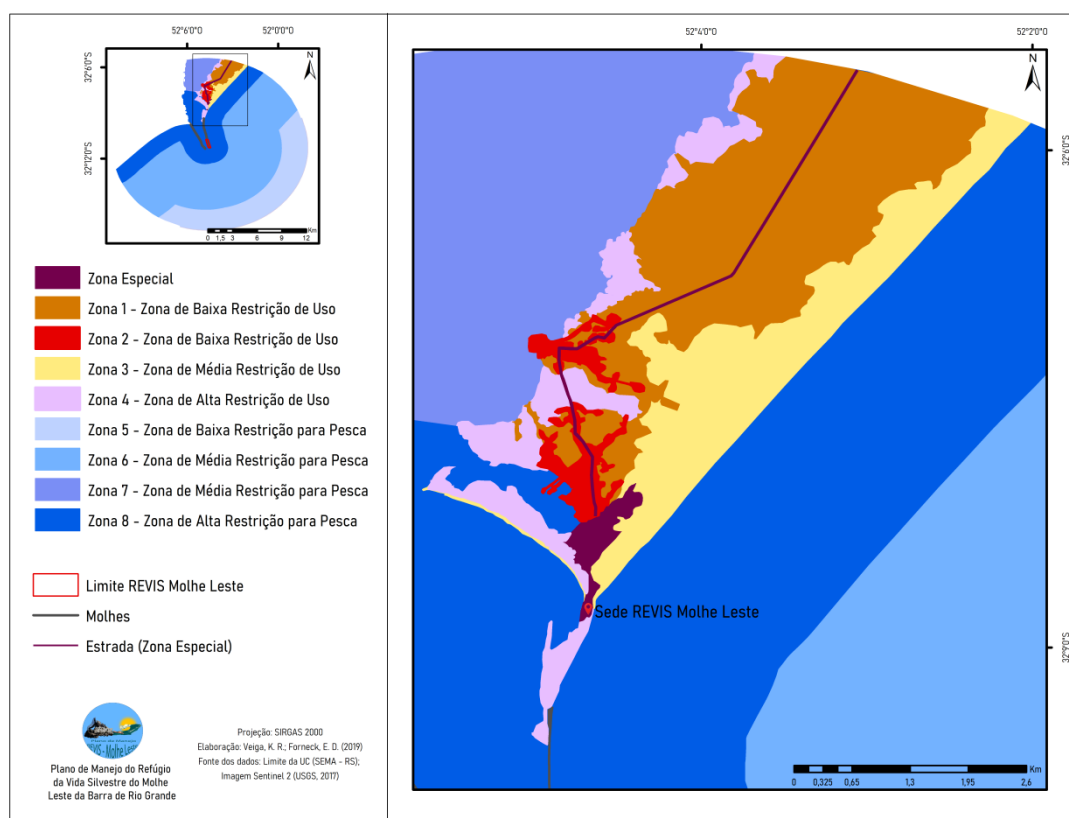 52°6'0"O
52°0'0"O
32°6'0"S
32°12'0"S
N
Km
0 1,5 3 6 9 12
Zona Especial
Zona 1 - Zona de Baixa Restrição de Uso
Zona 2 - Zona de Baixa Restrição de Uso
Zona 3 - Zona de Média Restrição de Uso
Zona 4 - Zona de Alta Restrição de Uso
Zona 5 - Zona de Baixa Restrição para Pesca
Zona 6 - Zona de Média Restrição para Pesca
Zona 7 - Zona de Média Restrição para Pesca
Zona 8 - Zona de Alta Restrição para Pesca
Limite REVIS Molhe Leste
Molhes
Estrada (Zona Especial)
REVIS - Molhe Leste
Plano de Manejo do Refúgio
da Vida Silvestre do Molhe
Leste da Barra de Rio Grande
Projeção: SIRGAS 2000
Elaboração: Veiga, K. R.; Forneck, E. D. (2019)
Fonte dos dados: Limite da UC (SEMA - RS);
Imagem Sentinel 2 (USGS, 2017)
52°4'0"O
52°2'0"O
N
32°6'0"S
Sede REVIS Molhe Leste
32°9'0"S
Km
0 0,325 0,65 1,3 1,95 2,6